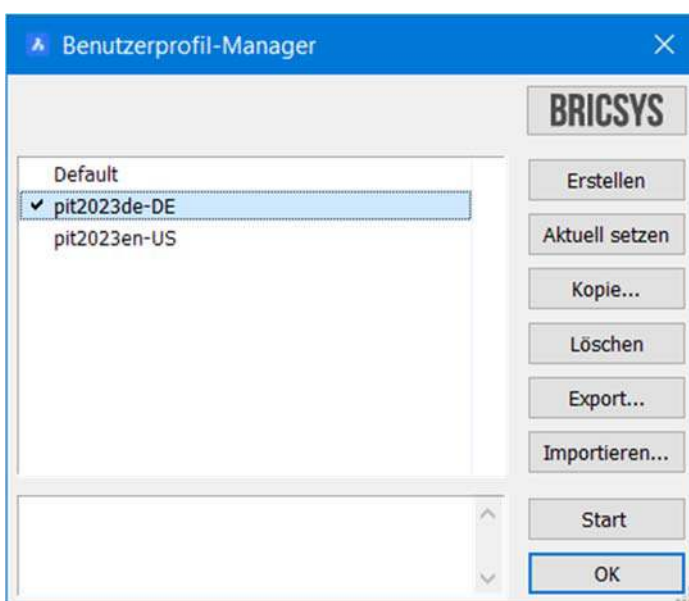 Benutzerprofil-Manager
BRICSYS
Default
pit2023de-DE
pit2023en-US
Erstellen
Aktuell setzen
Kopie...
Löschen
Export...
Importieren...
Start
OK